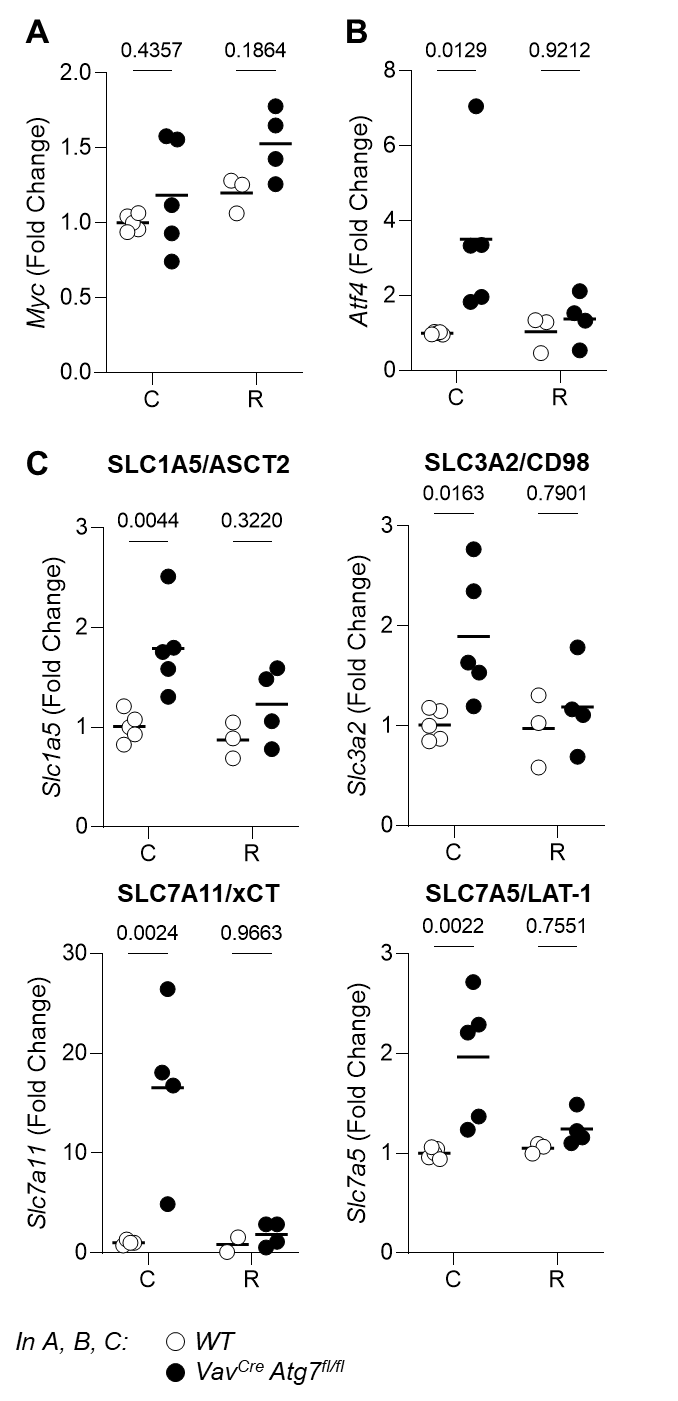 A
0.4357 0.1864
Myc (Fold Change)
2.0
1.5
1.0
0.5
0.0
C R
B
0.0129 0.9212
Atf4 (Fold Change)
8
6
4
2
0
C R
C
SLC1A5/ASCT2
0.0044 0.3220
Slc1a5 (Fold Change)
3
2
1
0
C R
SLC3A2/CD98
0.0163 0.7901
Slc3a2 (Fold Change)
3
2
1
0
C R
SLC7A11/xCT
0.0024 0.9663
Slc7a11 (Fold Change)
30
20
10
0
C R
SLC7A5/LAT-1
0.0022 0.7551
Slc7a5 (Fold Change)
3
2
1
0
C R
In A, B, C: WT
VavCre Atg7fl/fl